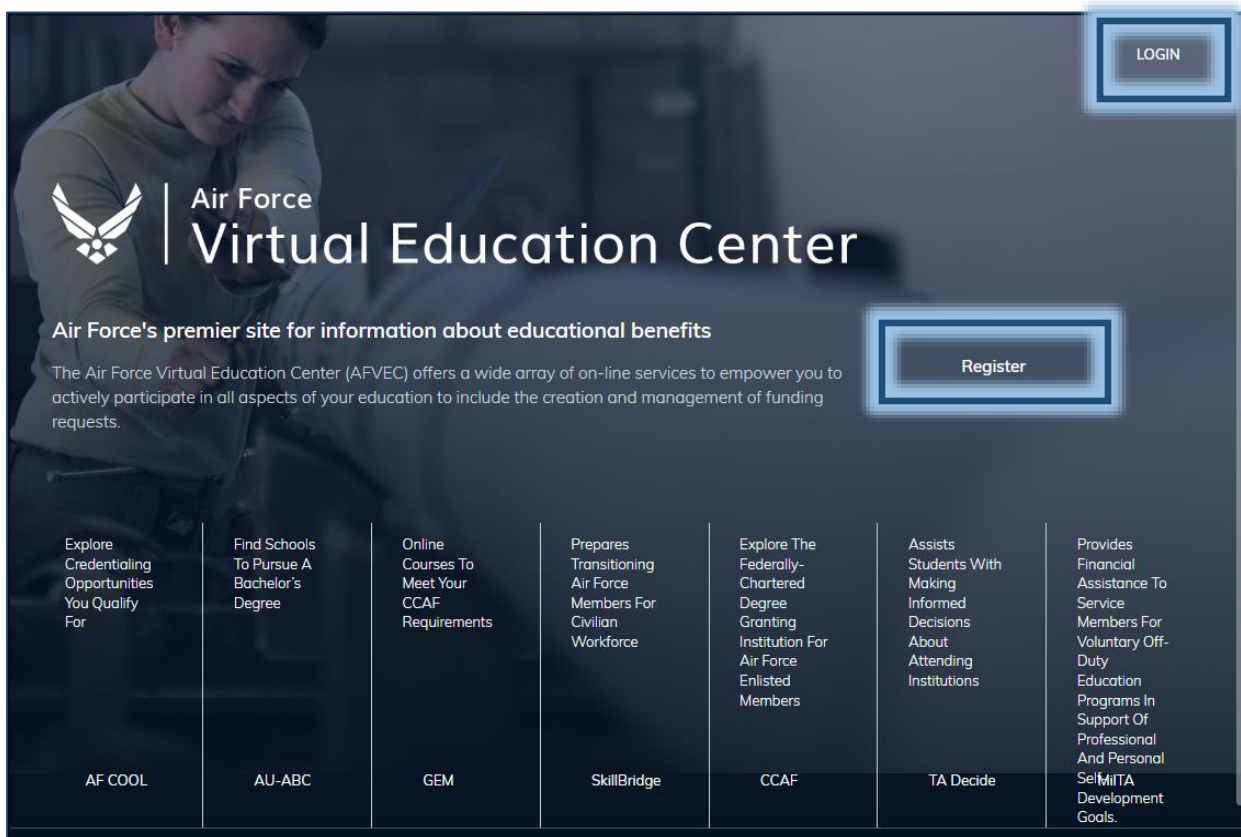 LOGIN
Air Force
Virtual Education Center
Air Force's premier site for information about educational benefits
The Air Force Virtual Education Center (AFVEC) offers a wide array of on-line services to empower you to
actively participate in all aspects of your education to include the creation and management of funding
requests.
Register
Explore
Credentialing
Opportunities
You Qualify
For
AF COOL
Find Schools
To Pursue A
Bachelor's
Degree
AU-ABC
Online
Courses To
Meet Your
CCAF
Requirements
GEM
Prepares
Transitioning
Air Force
Members For
Civilian
Workforce
SkillBridge
Explore The
Federally-
Chartered
Degree
Granting
Institution For
Air Force
Enlisted
Members
CCAF
Assists
Students With
Making
Informed
Decisions
About
Attending
Institutions
TA Decide
Provides
Financial
Assistance To
Service
Members For
Voluntary Off-
Duty
Education
Programs In
Support Of
Professional
And Personal
Self-
Development
Goals.
MilTA